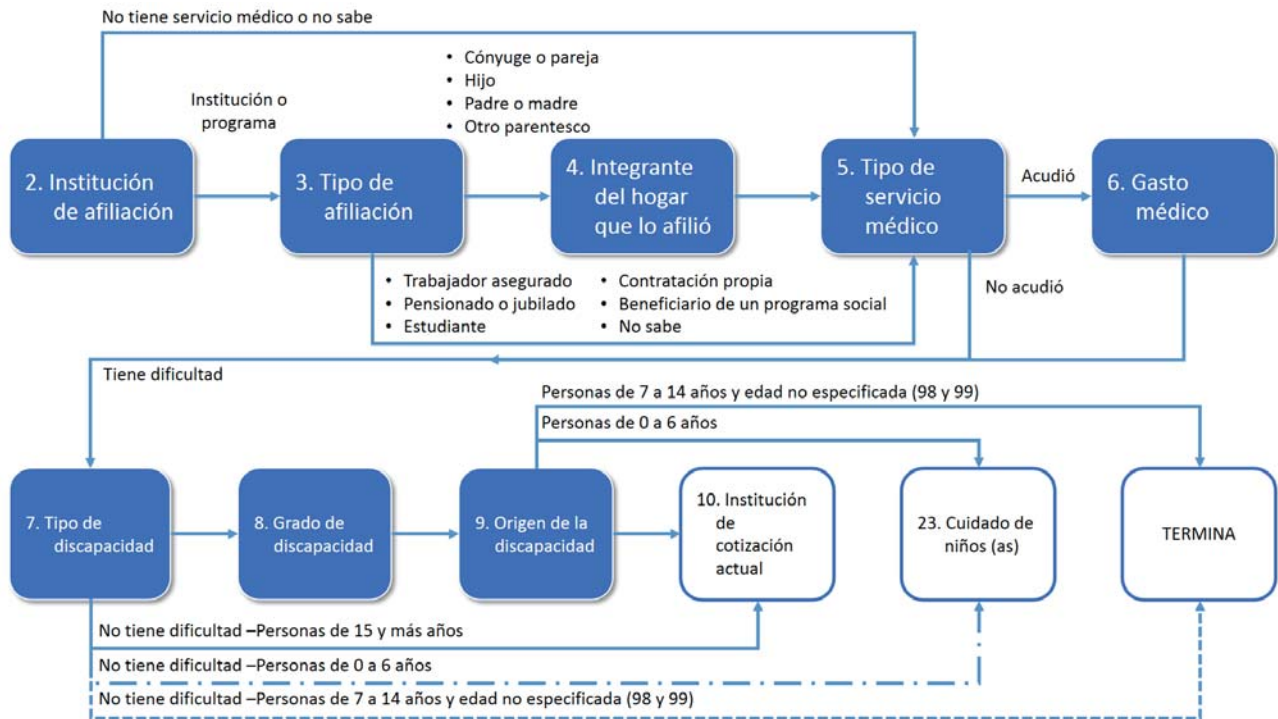 No tiene servicio médico o no sabe
Institución o
programa
• Cónyuge o pareja
• Hijo
• Padre o madre
• Otro parentesco
2. Institución
de afiliación
3. Tipo de
afiliación
4. Integrante
del hogar
que lo afilió
5. Tipo de
servicio
médico
Acudió
6. Gasto
médico
• Trabajador asegurado
• Pensionado o jubilado
• Estudiante
• Contratación propia
• Beneficiario de un programa social
• No sabe
No acudió
Tiene dificultad
Personas de 7 a 14 años y edad no especificada (98 y 99)
Personas de 0 a 6 años
7. Tipo de
discapacidad
8. Grado de
discapacidad
9. Origen de la
discapacidad
10. Institución
de
cotización
actual
23. Cuidado de
niños (as)
TERMINA
No tiene dificultad –Personas de 15 y más años
No tiene dificultad –Personas de 0 a 6 años
No tiene dificultad –Personas de 7 a 14 años y edad no especificada (98 y 99)